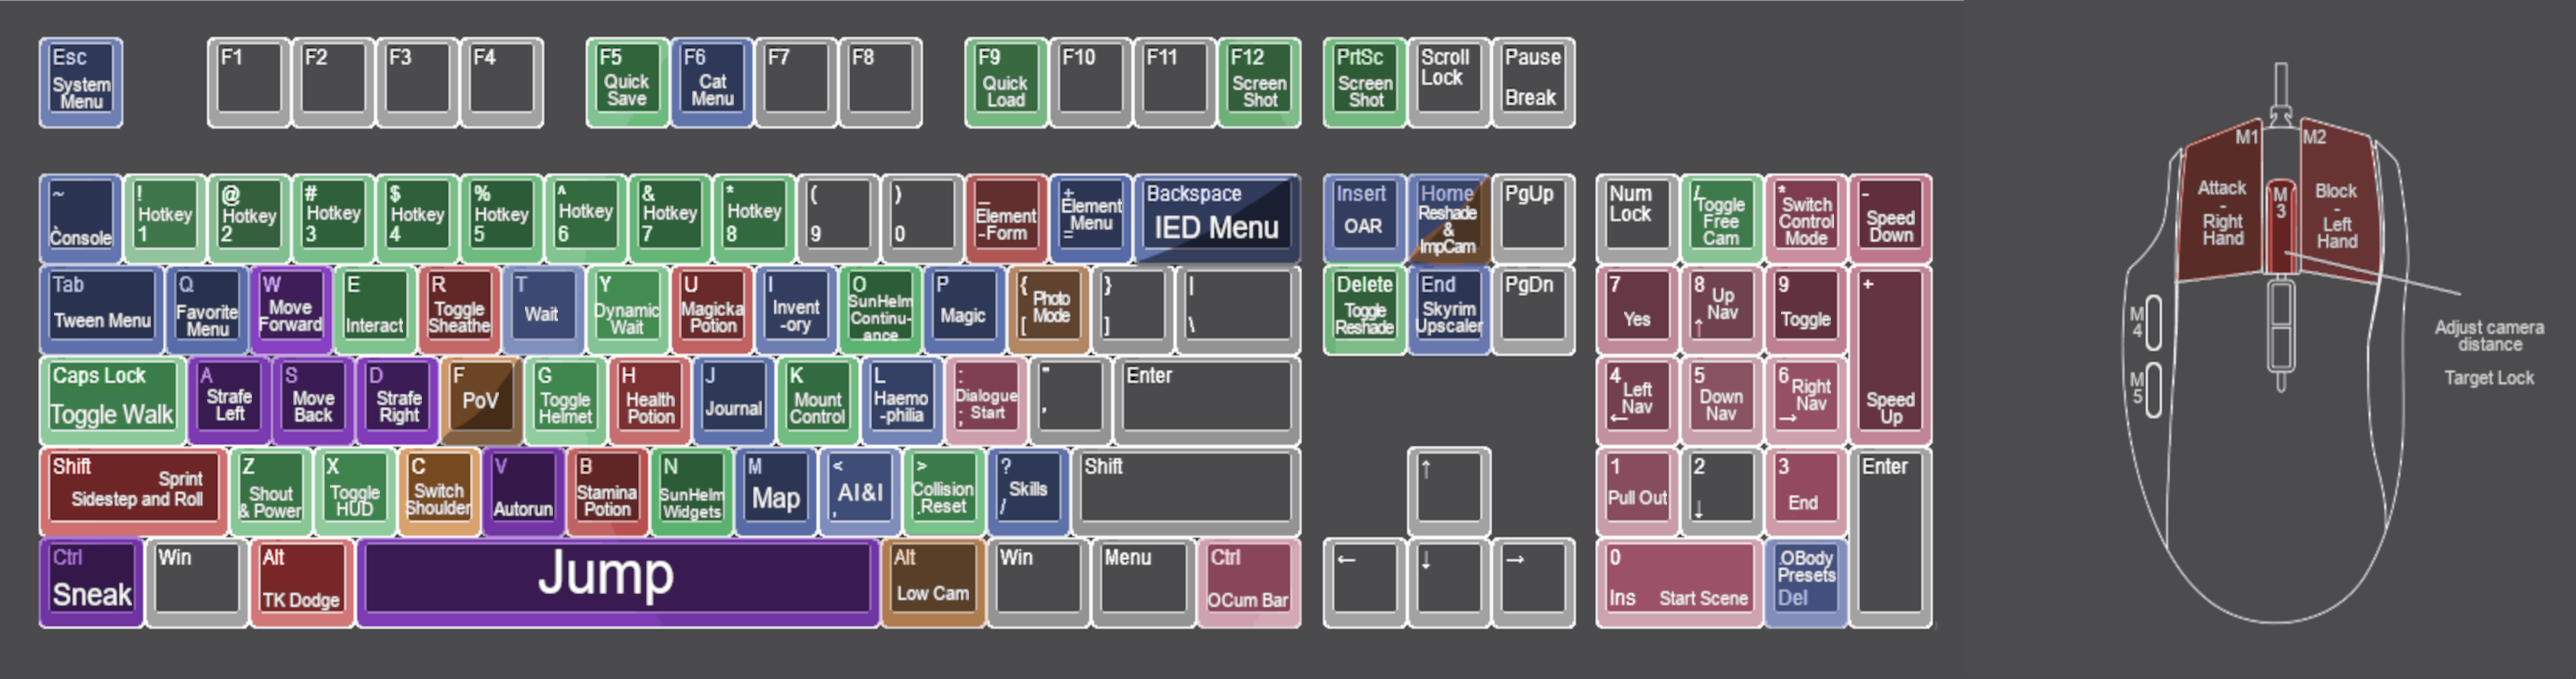 Esc
System
Menu
F1
F2
F3
F4
F5
Quick
Save
F6
Cat
Menu
F7
F8
F9
Quick
Load
F10
F11
F12
Screen
Shot
PrtSc
Screen
Shot
Scroll
Lock
Pause
Break
~
` Console
!
Hotkey
1
@
Hotkey
2
#
Hotkey
3
$
Hotkey
4
%
Hotkey
5
^
Hotkey
6
&
Hotkey
7
*
Hotkey
8
(
9
)
0
_
Element
-Form
+
Element
Menu
=
Backspace
IED Menu
Insert
OAR
Home
Reshade
&
ImpCam
PgUp
Num
Lock
/
Toggle
Free
Cam
*
Switch
Control
Mode
-
Speed
Down
Tab
Tween Menu
Q
Favorite
Menu
W
Move
Forward
E
Interact
R
Toggle
Sheathe
T
Wait
Y
Dynamic
Wait
U
Magicka
Potion
I
Invent
-ory
O
SunHelm
Continu-
ance
P
Magic
{
Photo
Mode
[
}
]
|
\
Delete
Toggle
Reshade
End
Skyrim
Upscaler
PgDn
7
Yes
8
Up
Nav
↑
9
Toggle
+
Speed
Up
Caps Lock
Toggle Walk
A
Strafe
Left
S
Move
Back
D
Strafe
Right
F
PoV
G
Toggle
Helmet
H
Health
Potion
J
Journal
K
Mount
Control
L
Haemo
-philia
:
Dialogue
; Start
"
'
Enter
4
Left
Nav
←
5
Down
Nav
6
Right
Nav
→
Shift
Sprint
Sidestep and Roll
Z
Shout
& Power
X
Toggle
HUD
C
Switch
Shoulder
V
Autorun
B
Stamina
Potion
N
SunHelm
Widgets
M
Map
<
AI&I
,
>
Collision
.Reset
?
Skills
/
Shift
↑
1
Pull Out
2
↓
3
End
Enter
Ctrl
Sneak
Win
Alt
TK Dodge
Jump
Alt
Low Cam
Win
Menu
Ctrl
OCum Bar
←
↓
→
0
Ins
Start Scene
.OBody
Presets
Del
M1
Attack
-
Right
Hand
M2
Block
-
Left
Hand
M
3
M
4
M
5
Adjust camera
distance
Target Lock